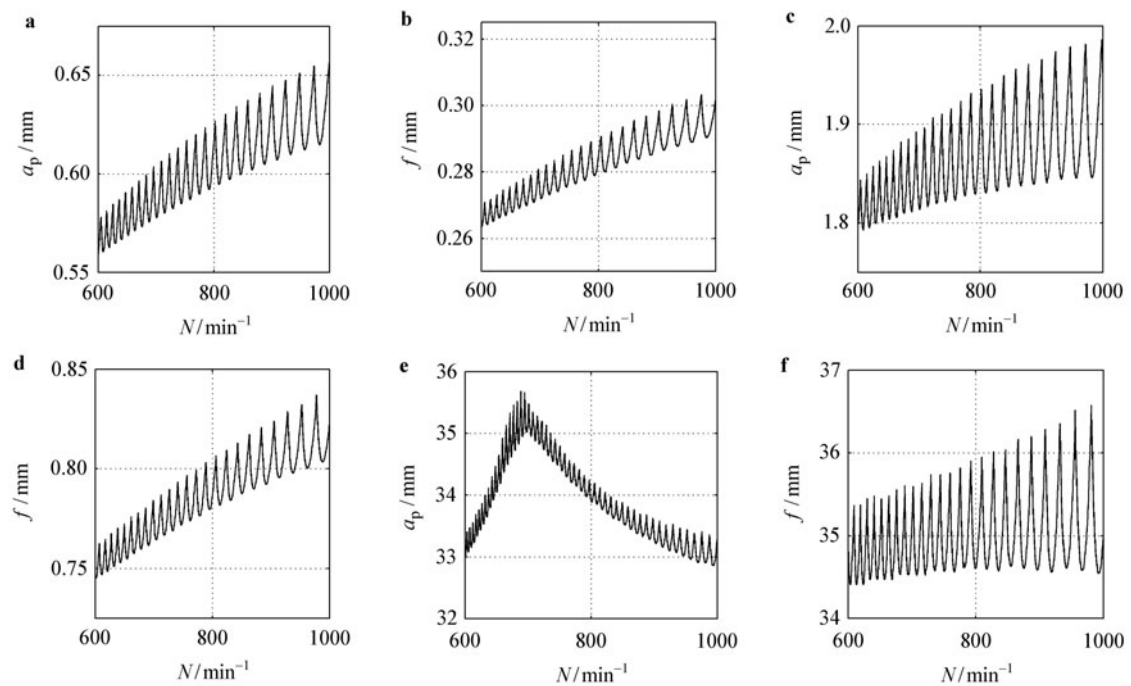 a
0.65
0.60
0.55
a_p / mm
600 800 1000
N/min⁻¹
b
0.32
0.30
0.28
0.26
f / mm
600 800 1000
N/min⁻¹
c
2.0
1.9
1.8
a_p / mm
600 800 1000
N/min⁻¹
d
0.85
0.80
0.75
f / mm
600 800 1000
N/min⁻¹
e
36
35
34
33
32
a_p / mm
600 800 1000
N/min⁻¹
f
37
36
35
34
f / mm
600 800 1000
N/min⁻¹